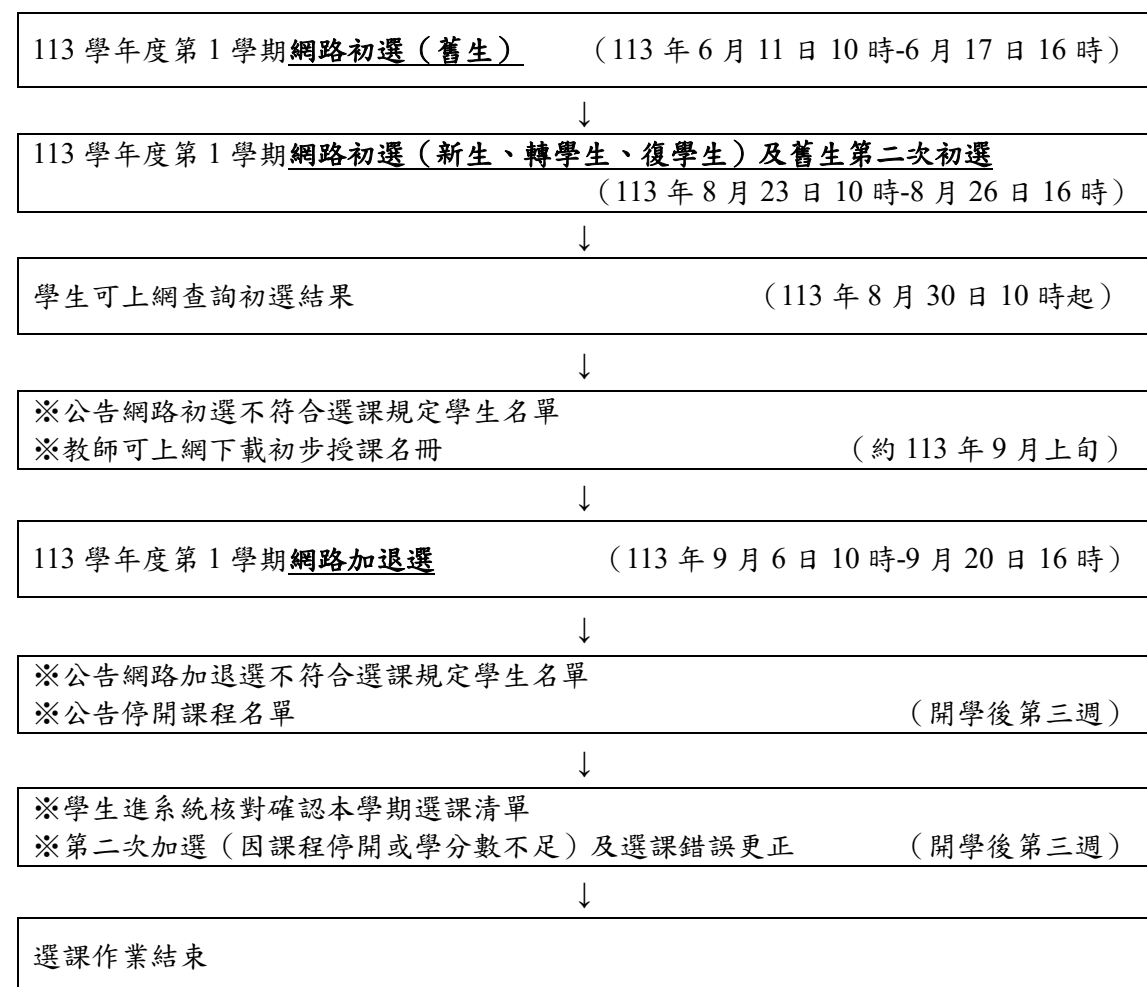 113 學年度第 1 學期網路初選（舊生） （113 年 6 月 11 日 10 時-6 月 17 日 16 時）
↓
113 學年度第 1 學期網路初選（新生、轉學生、復學生）及舊生第二次初選
（113 年 8 月 23 日 10 時-8 月 26 日 16 時）
↓
學生可上網查詢初選結果 （113 年 8 月 30 日 10 時起）
↓
※公告網路初選不符合選課規定學生名單
※教師可上網下載初步授課名冊 （約 113 年 9 月上旬）
↓
113 學年度第 1 學期網路加退選 （113 年 9 月 6 日 10 時-9 月 20 日 16 時）
↓
※公告網路加退選不符合選課規定學生名單
※公告停開課程名單 （開學後第三週）
↓
※學生進系統核對確認本學期選課清單
※第二次加選（因課程停開或學分數不足）及選課錯誤更正 （開學後第三週）
↓
選課作業結束